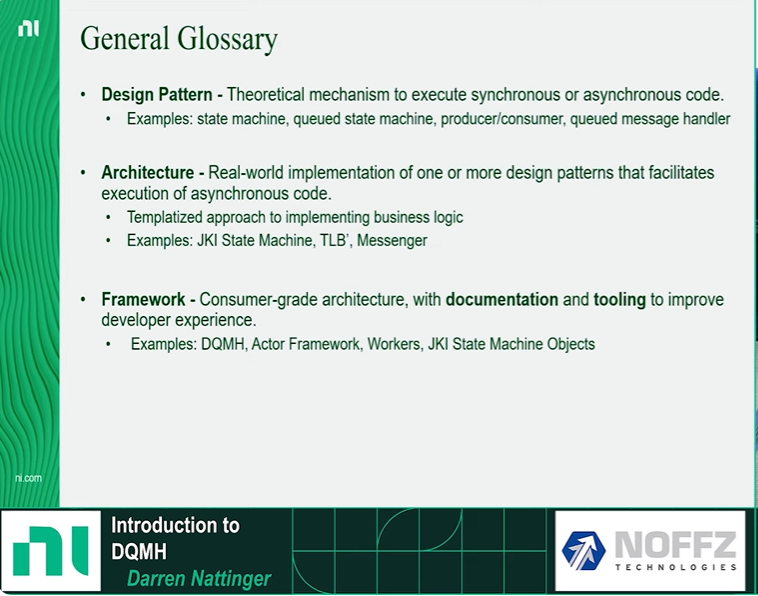 ni
General Glossary
• Design Pattern - Theoretical mechanism to execute synchronous or asynchronous code.
• Examples: state machine, queued state machine, producer/consumer, queued message handler
• Architecture - Real-world implementation of one or more design patterns that facilitates
execution of asynchronous code.
• Templatized approach to implementing business logic
• Examples: JKI State Machine, TLB’, Messenger
• Framework - Consumer-grade architecture, with documentation and tooling to improve
developer experience.
• Examples: DQMH, Actor Framework, Workers, JKI State Machine Objects
ni.com
ni
Introduction to
DQMH
Darren Nattinger
NOFFZ
TECHNOLOGIES